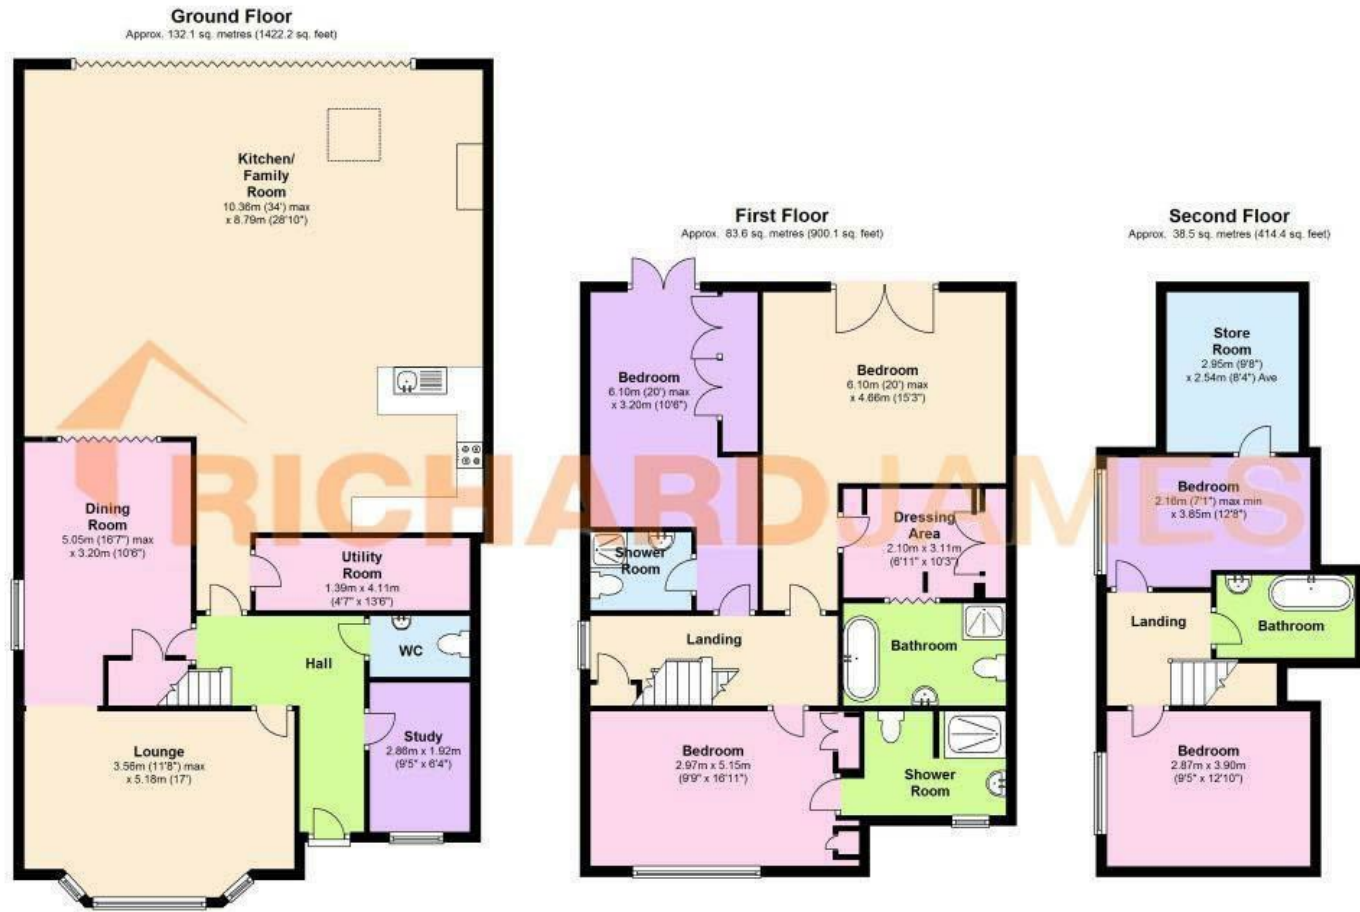 Ground Floor
Approx. 132.1 sq. metres (1422.2 sq. feet)
Kitchen/
Family
Room
10.36m (34') max
x 8.79m (28'10")
Dining
Room
5.05m (16'7") max
x 3.20m (10'6")
Utility
Room
1.39m x 4.11m
(4'7" x 13'6")
Hall
WC
Study
2.86m x 1.92m
(9'5" x 6'4")
Lounge
3.56m (11'8") max
x 5.18m (17')
First Floor
Approx. 83.6 sq. metres (900.1 sq. feet)
Bedroom
6.10m (20') max
x 3.20m (10'6")
Bedroom
6.10m (20') max
x 4.66m (15'3")
Shower
Room
Dressing
Area
2.10m x 3.11m
(6'11" x 10'3")
Landing
Bathroom
Bedroom
2.97m x 5.15m
(9'9" x 16'11")
Shower
Room
Second Floor
Approx. 38.5 sq. metres (414.4 sq. feet)
Store
Room
2.95m (9'8")
x 2.54m (8'4") Ave
Bedroom
2.16m (7'1") max min
x 3.85m (12'8")
Landing
Bathroom
Bedroom
2.87m x 3.90m
(9'5" x 12'10")
RICHARD JAMES